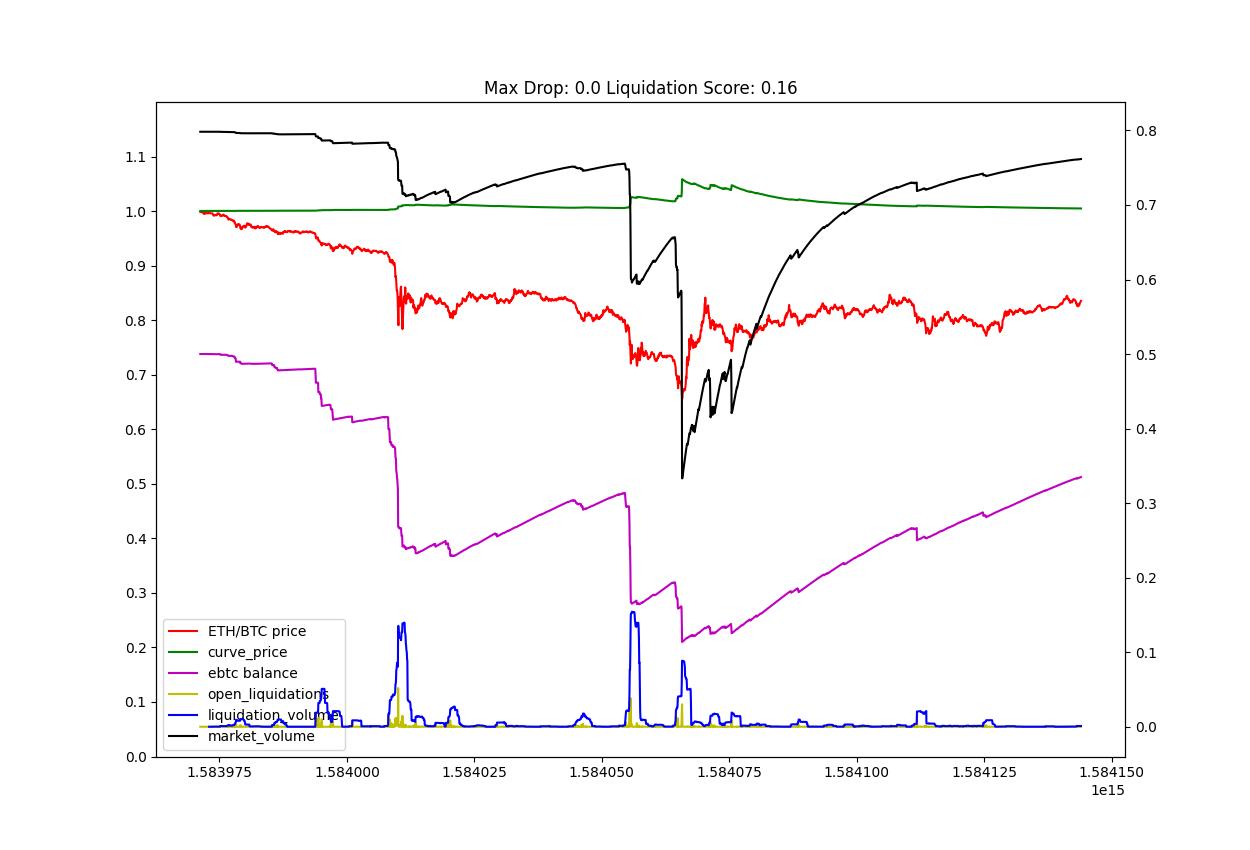 Max Drop: 0.0 Liquidation Score: 0.16
1.1
1.0
0.9
0.8
0.7
0.6
0.5
0.4
0.3
0.2
0.1
0.0
0.8
0.7
0.6
0.5
0.4
0.3
0.2
0.1
0.0
ETH/BTC price
curve_price
ebtc balance
open_liquidations
liquidation_volume
market_volume
1.583975 1.584000 1.584025 1.584050 1.584075 1.584100 1.584125 1.584150
1e15